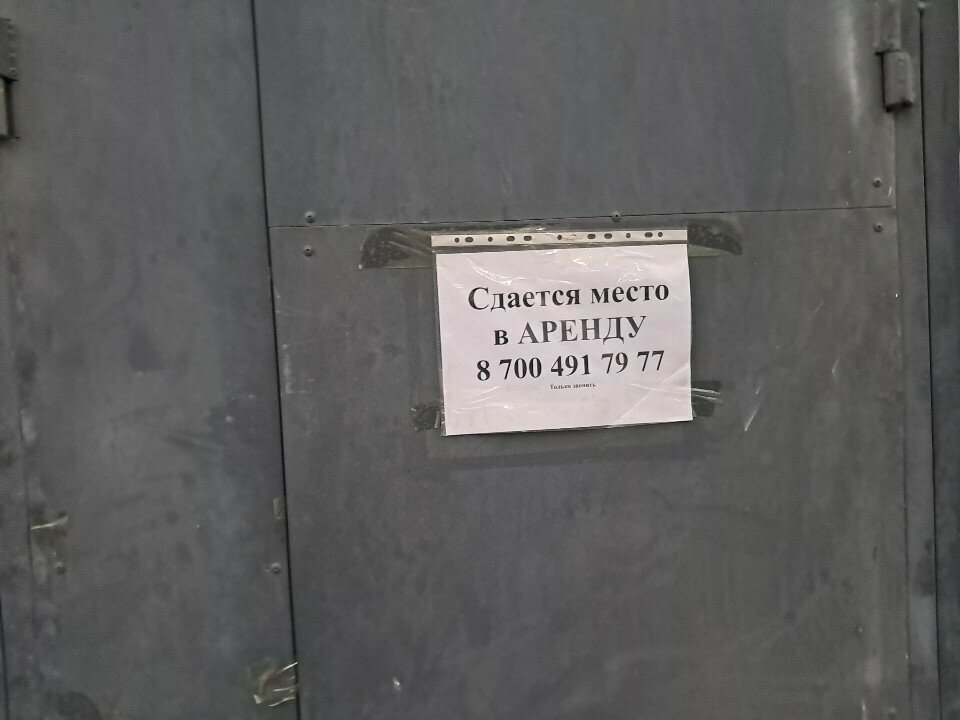 Сдается место
в АРЕНДУ
8 700 491 79 77
Только звонить